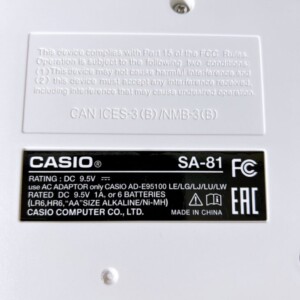 This device complies with Part 15 of the FCC Rules.
Operation is subject to the following two conditions:
(1) This device may not cause harmful interference and
(2) this device must accept any interference received,
including interference that may cause undesired operation.
CAN ICES-3(B)/NMB-3(B)
CASIO® SA-81
RATING : DC 9.5V ⎓
use AC ADAPTOR only CASIO AD-E95100 LE/LG/LJ/LU/LW
RATED DC 9.5V 1A, or 6 BATTERIES
{LR6,HR6,“AA”SIZE ALKALINE/Ni-MH}
CASIO COMPUTER CO., LTD.
MADE IN CHINA
FC
EAC